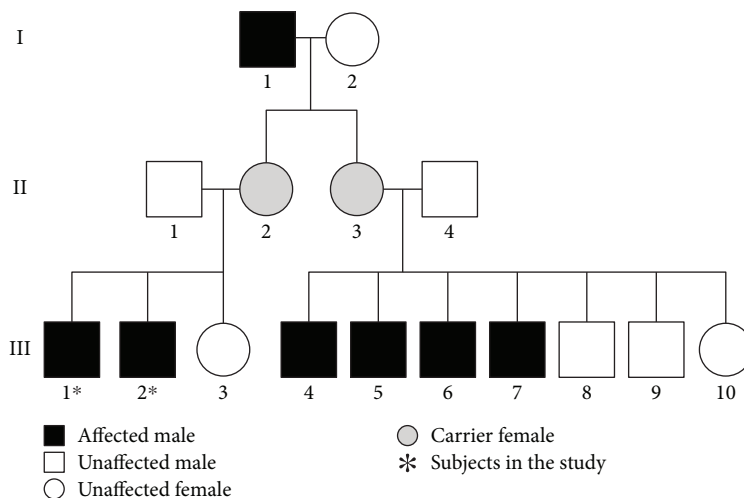 I
1 2
II
1 2 3 4
III
1* 2* 3 4 5 6 7 8 9 10
Affected male
Unaffected male
Unaffected female
Carrier female
* Subjects in the study